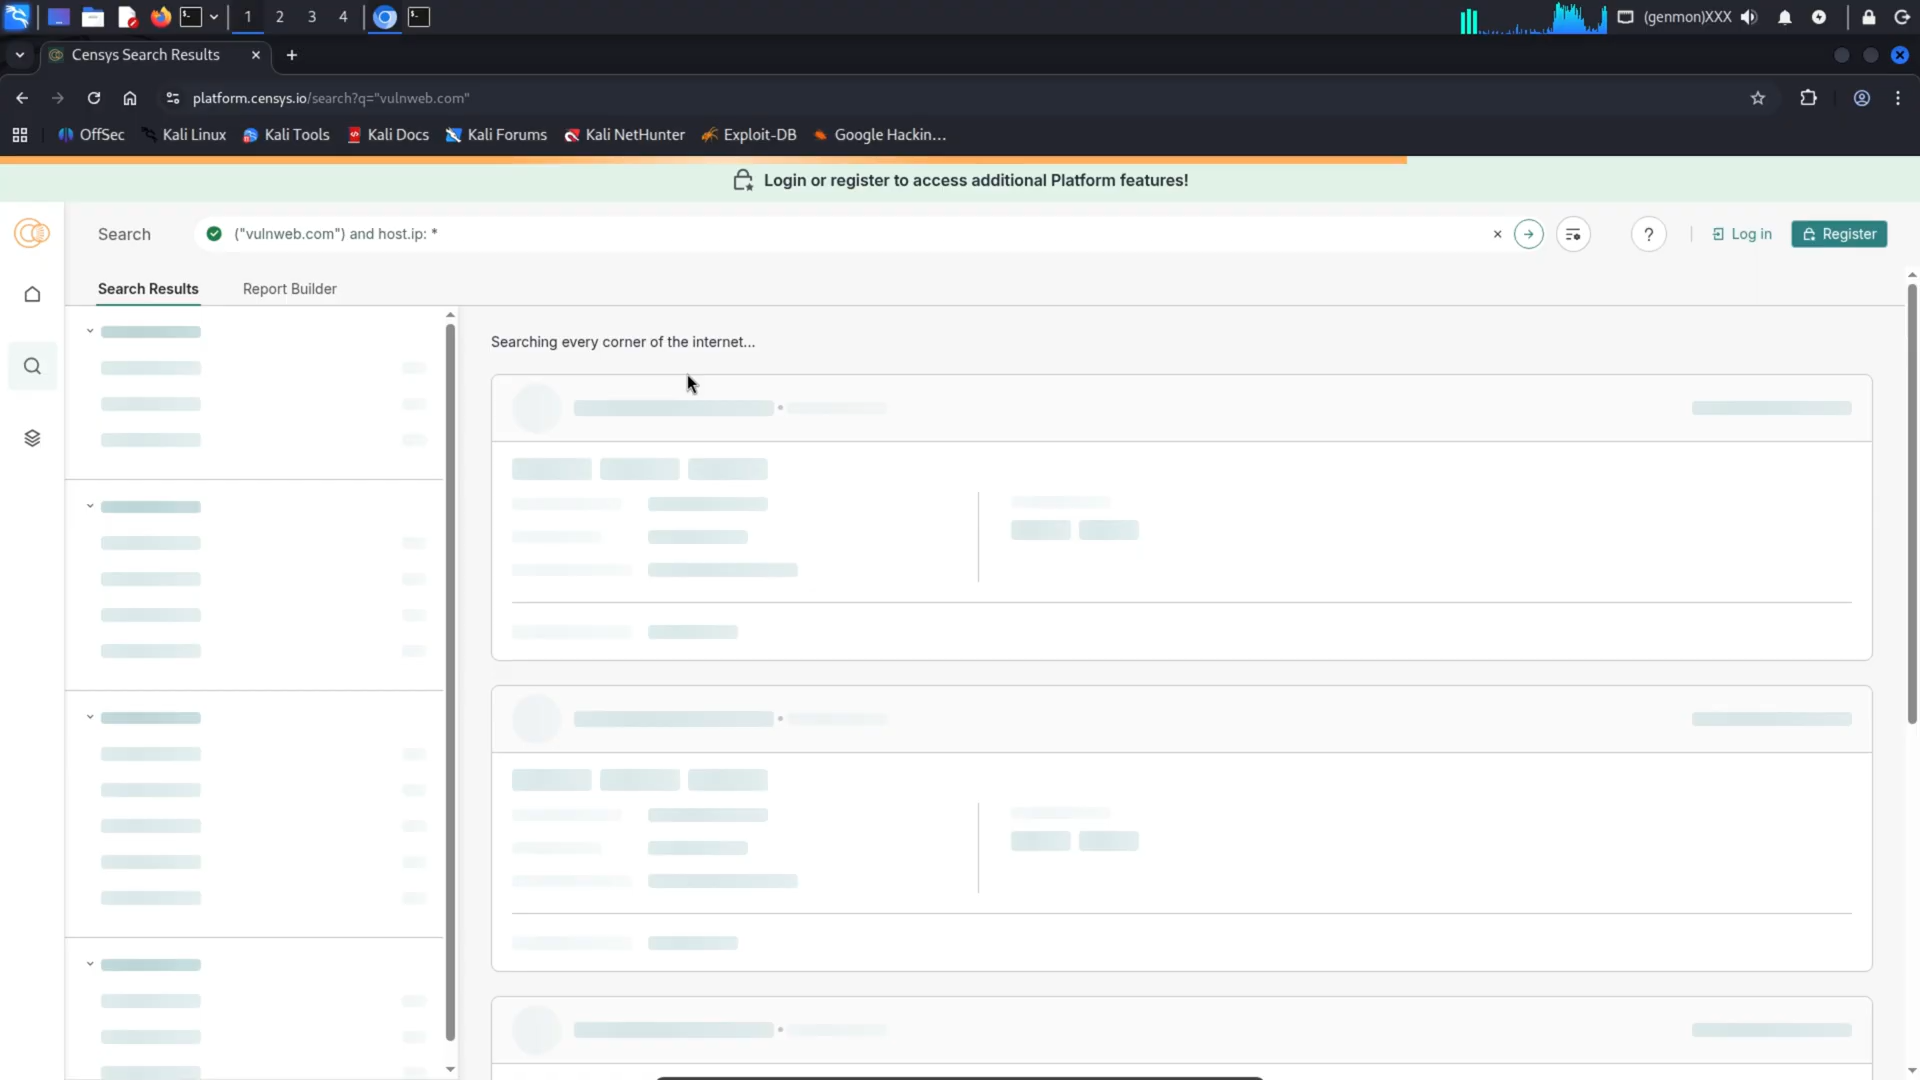 1 2 3 4 (genmon)XXX
Censys Search Results
platform.censys.io/search?q="vulnweb.com"
OffSec Kali Linux Kali Tools Kali Docs Kali Forums Kali NetHunter Exploit-DB Google Hackin...
Login or register to access additional Platform features!
Search ("vulnweb.com") and host.ip: * ? Log in Register
Search Results Report Builder
Searching every corner of the internet...